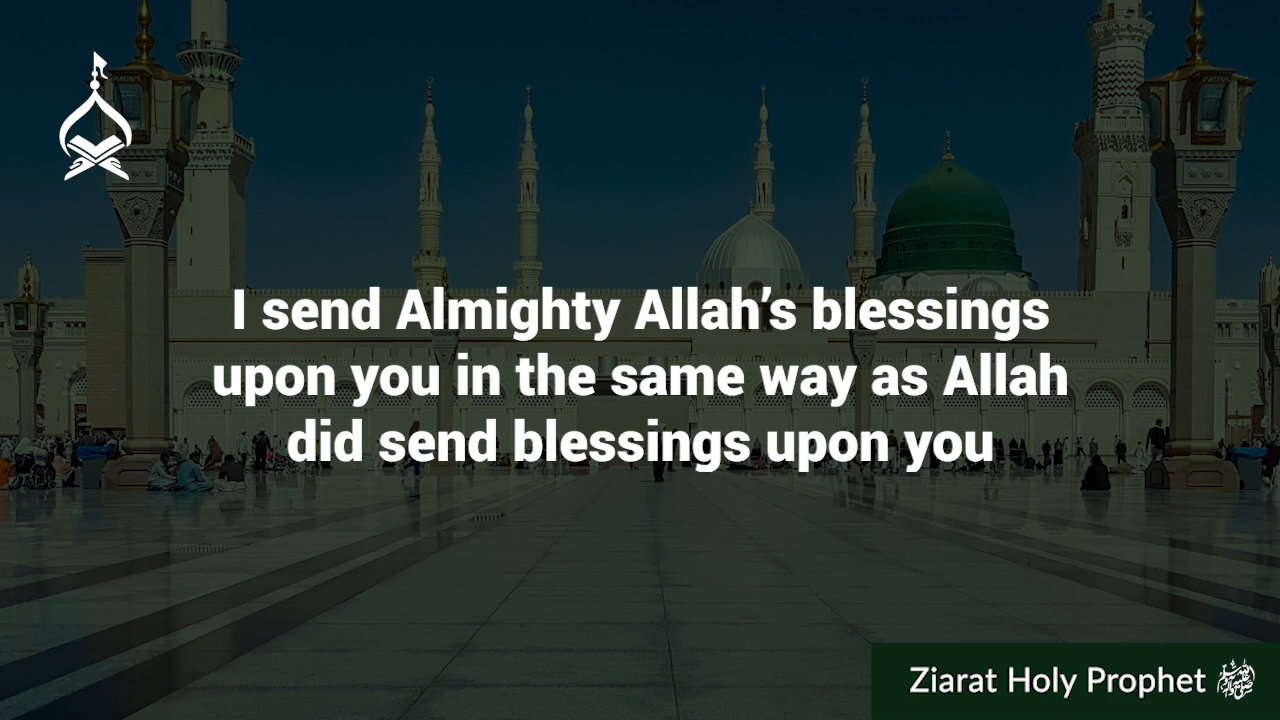 I send Almighty Allah’s blessings
upon you in the same way as Allah
did send blessings upon you
Ziarat Holy Prophet